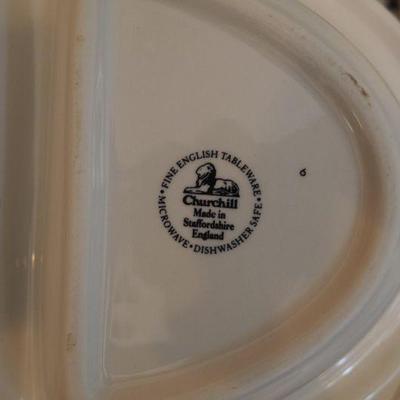 • FINE ENGLISH TABLEWARE •
Churchill
Made in
Staffordshire
England
MICROWAVE • DISHWASHER SAFE
6